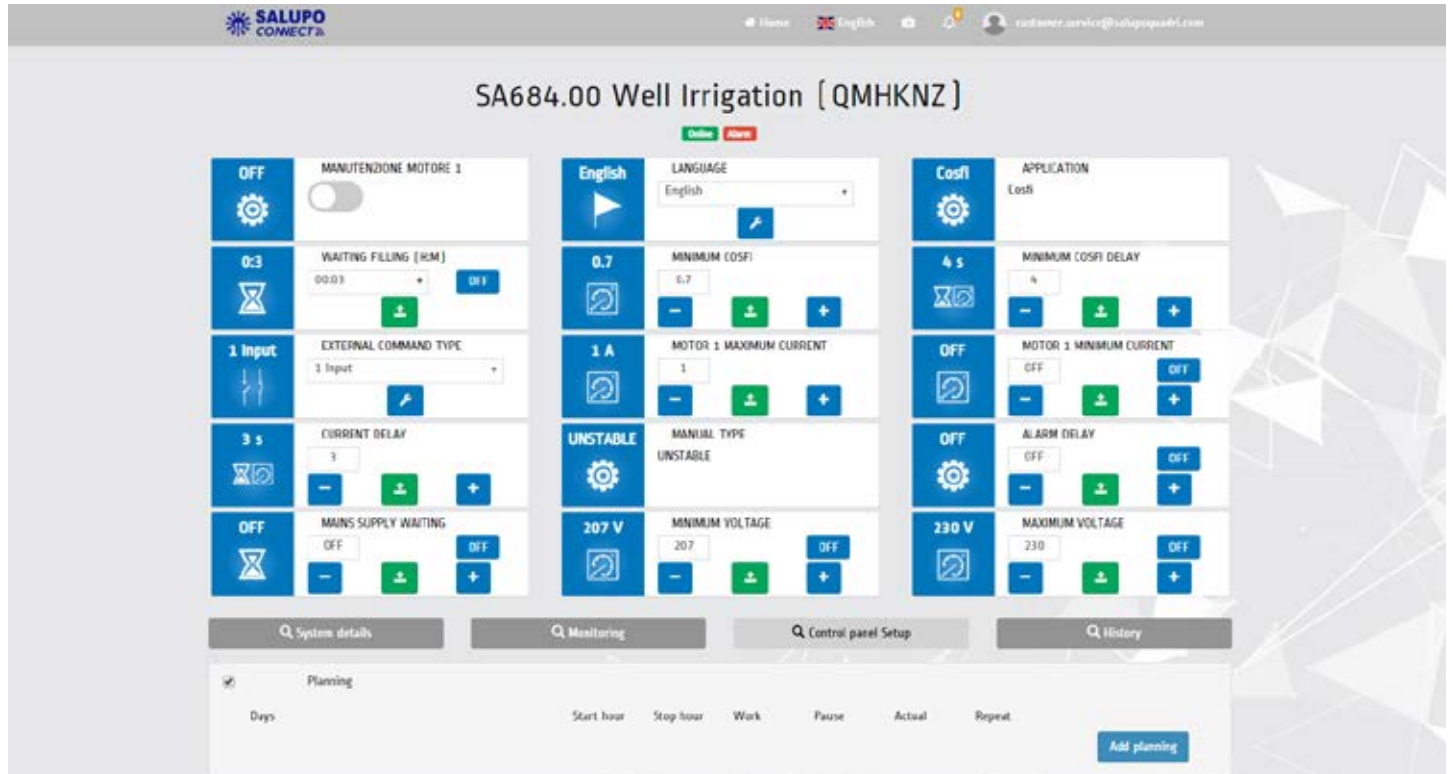 SALUPO
CONNECT
Home English customer.service@salupoquadri.com
SA684.00 Well Irrigation (QMHKNZ)
Online Alarm
OFF MANUTENZIONE MOTORE 1
English LANGUAGE
English
Cosfi APPLICATION
Cosfi
0:3 WAITING FILLING (H:M)
00:03 OFF
0.7 MINIMUM COSFI
0.7
4 s MINIMUM COSFI DELAY
4
1 Input EXTERNAL COMMAND TYPE
1 Input
1 A MOTOR 1 MAXIMUM CURRENT
1
OFF MOTOR 1 MINIMUM CURRENT
OFF OFF
3 s CURRENT DELAY
3
UNSTABLE MANUAL TYPE
UNSTABLE
OFF ALARM DELAY
OFF OFF
OFF MAINS SUPPLY WAITING
OFF OFF
207 V MINIMUM VOLTAGE
207 OFF
230 V MAXIMUM VOLTAGE
230 OFF
System details Monitoring Control panel Setup History
Planning
Days Start hour Stop hour Work Pause Actual Repeat
Add planning